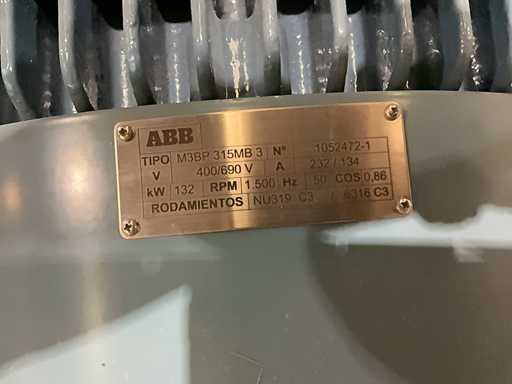 ABB
TIPO M3BP 315MB 3 Nº 1052472-1
V 400/690 V A 232 / 134
kW 132 RPM 1.500 Hz 50 COS 0,86
RODAMIENTOS NU319 C3 / 6316 C3